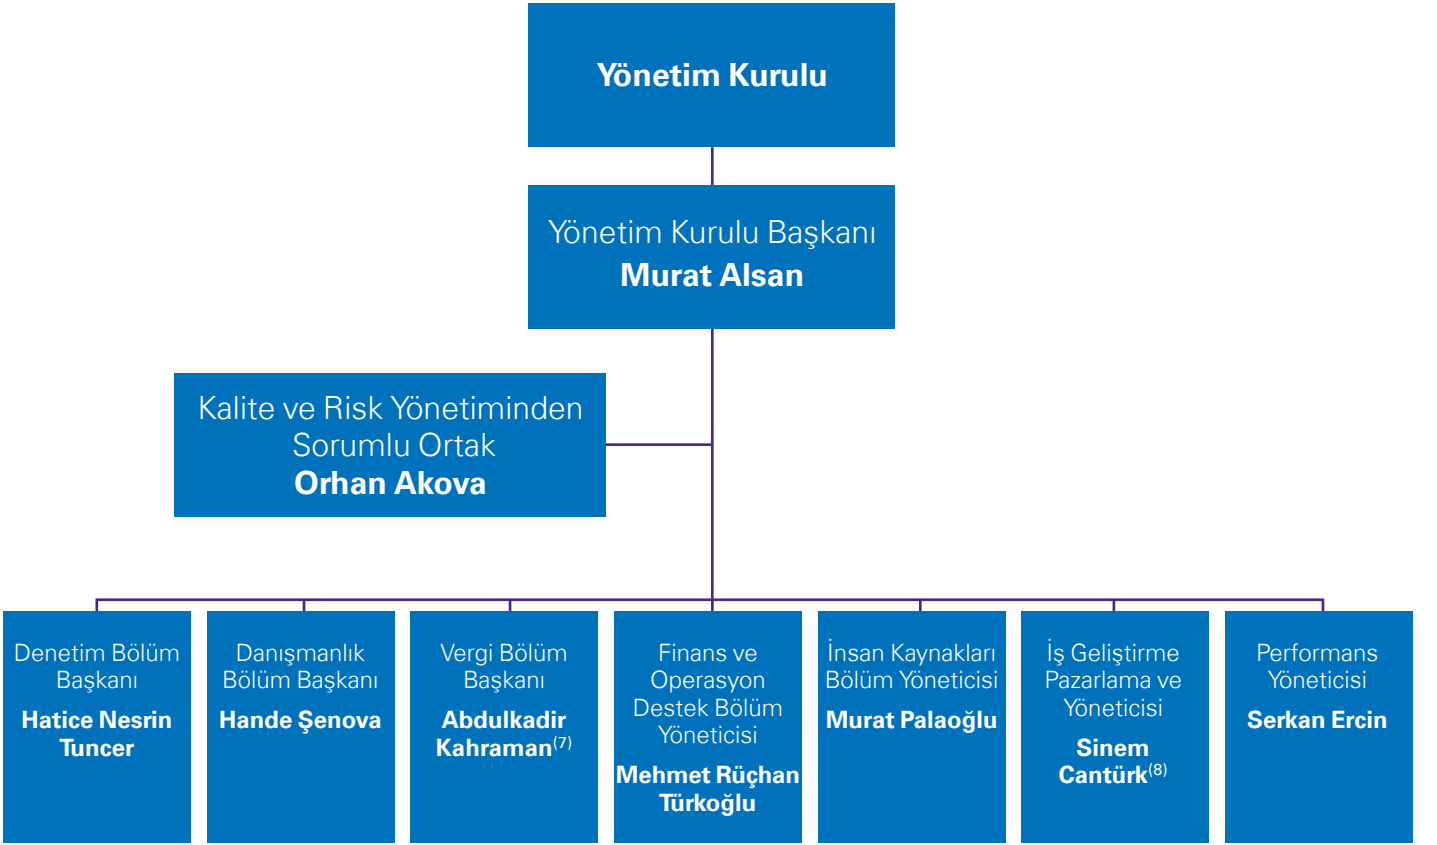 Yönetim Kurulu
Yönetim Kurulu Başkanı
Murat Alsan
Kalite ve Risk Yönetiminden
Sorumlu Ortak
Orhan Akova
Denetim Bölüm
Başkanı
Hatice Nesrin
Tuncer
Danışmanlık
Bölüm Başkanı
Hande Şenova
Vergi Bölüm
Başkanı
Abdulkadir
Kahraman(7)
Finans ve
Operasyon
Destek Bölüm
Yöneticisi
Mehmet Rüçhan
Türkoğlu
İnsan Kaynakları
Bölüm Yöneticisi
Murat Palaoğlu
İş Geliştirme
Pazarlama ve
Yöneticisi
Sinem
Cantürk(8)
Performans
Yöneticisi
Serkan Ercin